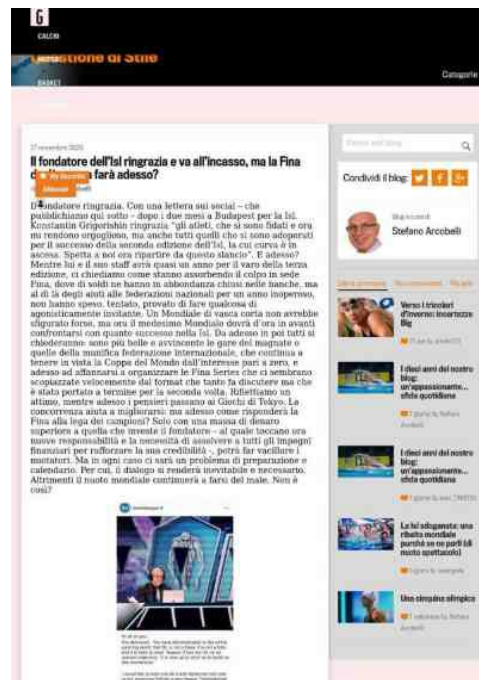 G
CALCIO
BASKET
Categorie
27 novembre 2020
Il fondatore dell'Isl ringrazia e va all'incasso, ma la Fina
farà adesso?
Il fondatore ringrazia. Con una lettera sui social – che
pubblichiamo qui sotto – dopo i due mesi a Budapest per la Isl.
Konstantin Grigorishin ringrazia "gli atleti, che si sono fidati e ora
mi rendono orgoglioso, ma anche tutti quelli che si sono adoperati
per il successo della seconda edizione dell'Isl, la cui curva è in
ascesa. Spetta a noi ora ripartire da questo slancio". E adesso?
Mentre lui e il suo staff avrà quasi un anno per il varo della terza
edizione, ci chiediamo come stanno assorbendo il colpo in sede
Fina, dove di soldi ne hanno in abbondanza chiusi nelle banche, ma
al di là degli aiuti alle federazioni nazionali per un anno inoperoso,
non hanno speso, tentato, provato di fare qualcosa di
agonisticamente invitante. Un Mondiale di vasca corta non avrebbe
sfigurato forse, ma ora il medesimo Mondiale dovrà d'ora in avanti
confrontarsi con quanto successo nella Isl. Da adesso in poi tutti si
chiederanno: sono più belle e avvincente le gare del magnate o
quelle della munifica federazione internazionale, che continua a
tenere in vista la Coppa del Mondo dall'interesse pari a zero, e
adesso ad affannarsi a organizzare le Fina Series che ci sembrano
scopiazzate velocemente dal format che tanto fa discutere ma che
è stato portato a termine per la seconda volta. Riflettiamo un
attimo, mentre adesso i pensieri passano ai Giochi di Tokyo. La
concorrenza aiuta a migliorarsi: ma adesso come risponderà la
Fina alla lega dei campioni? Solo con una massa di denaro
superiore a quella che investe il fondatore – al quale toccano ora
nuove responsabilità e la necessità di assolvere a tutti gli impegni
finanziari per rafforzare la sua credibilità -, potrà far vacillare i
nuotatori. Ma in ogni caso ci sarà un problema di preparazione e
calendario. Per cui, il dialogo si renderà inevitabile e necessario.
Altrimenti il nuoto mondiale continuerà a farsi del male. Non è
così?
Condividi il blog:
Stefano Arcobelli
Verso i tricolori
d'inverno: incertezze
Big
I dieci anni del nostro
blog:
un'appassionante...
sfida quotidiana
I dieci anni del nostro
blog:
un'appassionante...
sfida quotidiana
La Isl sdoganata: una
ribalta mondiale
purché se ne parli (di
nuoto spettacolo)
Una cinquina olimpica